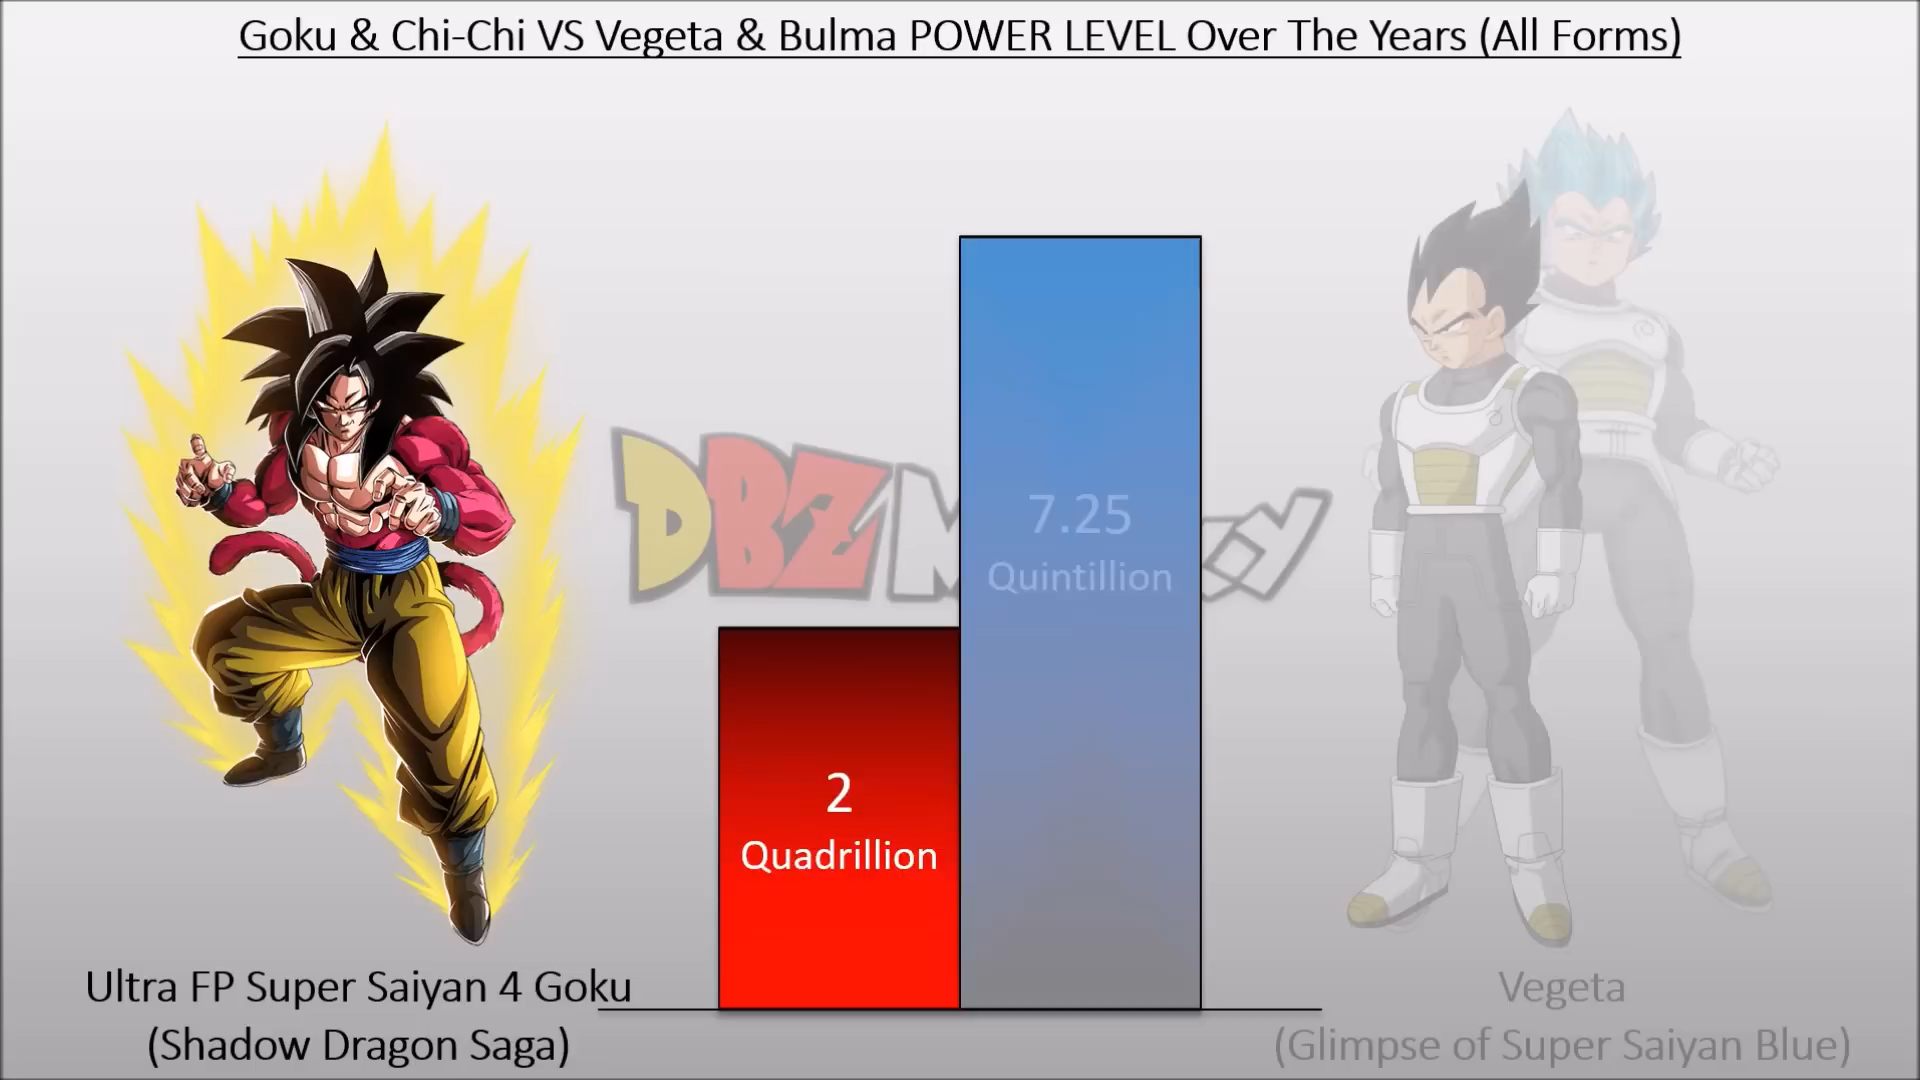 Goku & Chi-Chi VS Vegeta & Bulma POWER LEVEL Over The Years (All Forms)
DBZ M
7.25
Quintillion
2
Quadrillion
Ultra FP Super Saiyan 4 Goku
(Shadow Dragon Saga)
Vegeta
(Glimpse of Super Saiyan Blue)